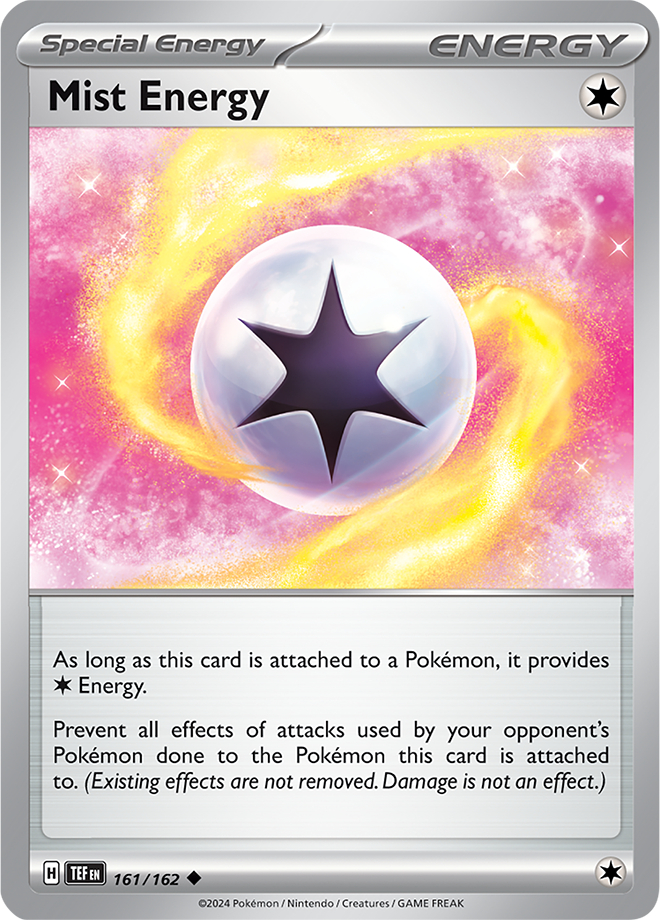 Special Energy
ENERGY
Mist Energy
As long as this card is attached to a Pokémon, it provides
Energy.
Prevent all effects of attacks used by your opponent's
Pokémon done to the Pokémon this card is attached
to. (Existing effects are not removed. Damage is not an effect.)
H TEF EN 161/162
©2024 Pokémon / Nintendo / Creatures / GAME FREAK